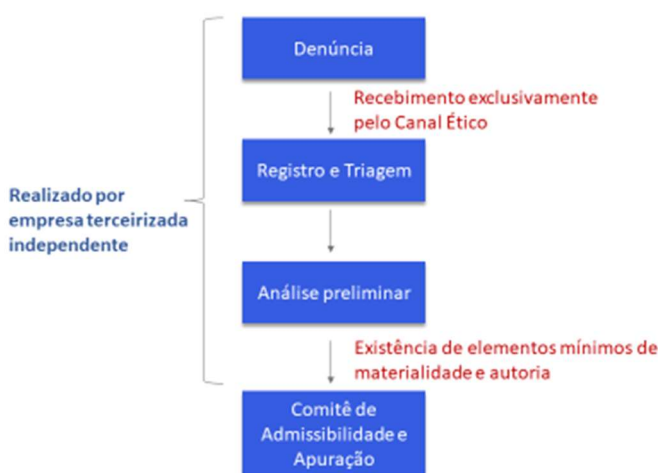 Denúncia
Recebimento exclusivamente
pelo Canal Ético
Registro e Triagem
Realizado por
empresa terceirizada
independente
Análise preliminar
Existência de elementos mínimos de
materialidade e autoria
Comitê de
Admissibilidade e
Apuração